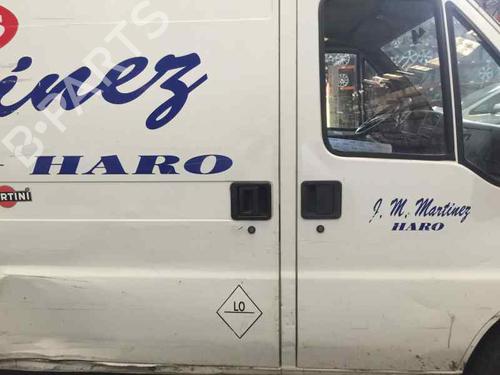 S
inez
HARO
RTINI
J. M. Martinez
HARO
LO
B-PARTS